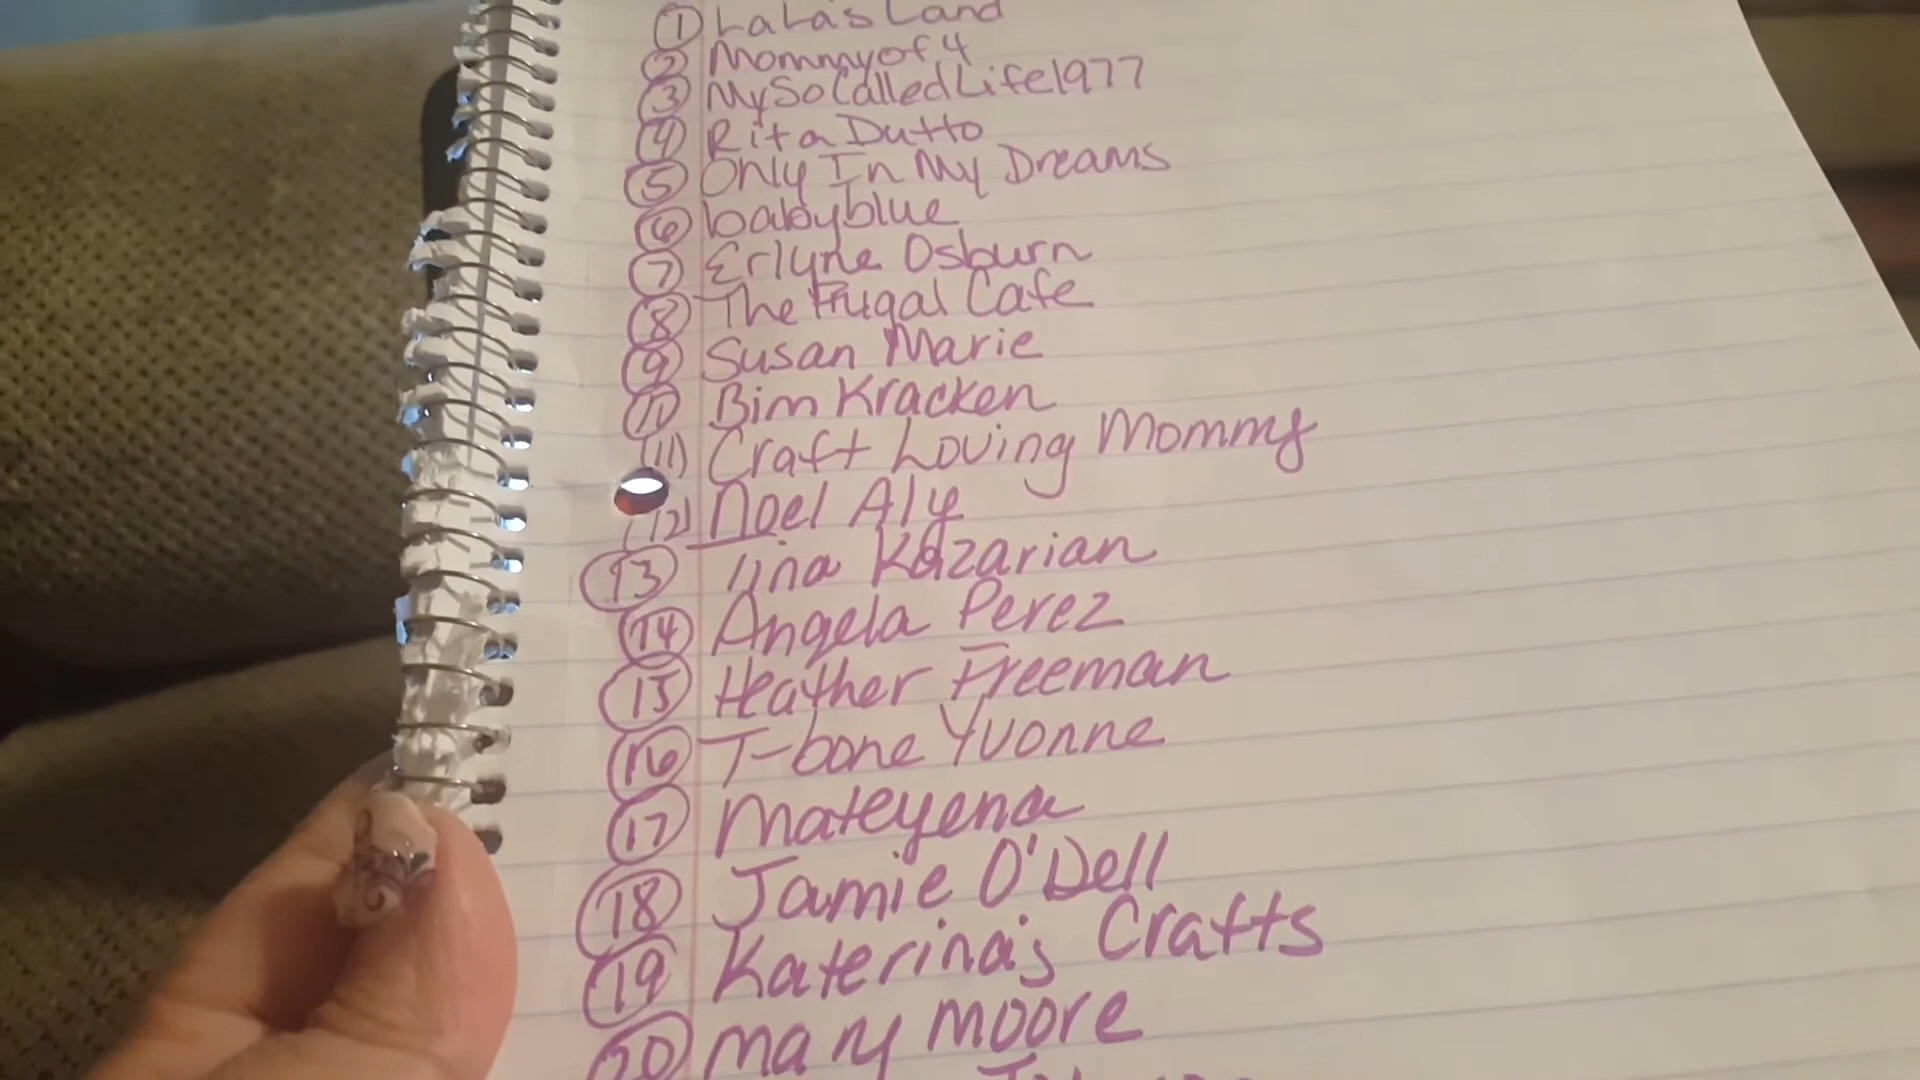 1 LaLa's Land
2 Mommyof4
3 MySoCalledLife1977
4 Rita Dutto
5 Only In My Dreams
6 babyblue
7 Erlyne Osburn
8 The Frugal Cafe
9 Susan Marie
10 Bim Kracken
11 Craft Loving Mommy
12 Noel Aly
13 Tina Kazarian
14 Angela Perez
15 Heather Freeman
16 T-bone Yvonne
17 Mateyena
18 Jamie O'Dell
19 Katerina's Crafts
20 Mary Moore